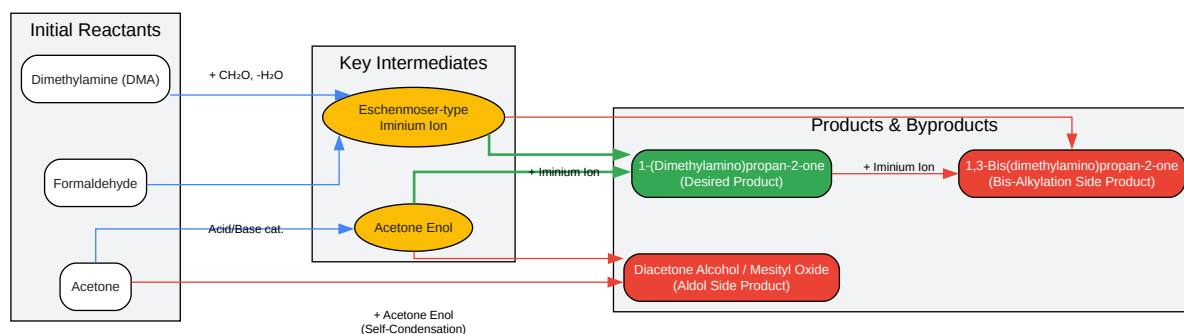 Initial Reactants
Dimethylamine (DMA)
+ CH₂O, -H₂O
Formaldehyde
Acetone
Acid/Base cat.
Key Intermediates
Eschenmoser-type
Iminium Ion
Acetone Enol
+ Iminium Ion
Products & Byproducts
1-(Dimethylamino)propan-2-one
(Desired Product)
+ Iminium Ion
1,3-Bis(dimethylamino)propan-2-one
(Bis-Alkylation Side Product)
Diacetone Alcohol / Mesityl Oxide
(Aldol Side Product)
+ Acetone Enol
(Self-Condensation)